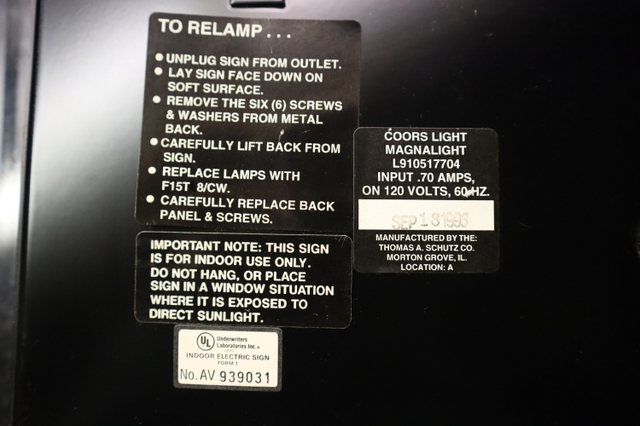 TO RELAMP...
• UNPLUG SIGN FROM OUTLET.
• LAY SIGN FACE DOWN ON
SOFT SURFACE.
• REMOVE THE SIX (6) SCREWS
& WASHERS FROM METAL
BACK.
• CAREFULLY LIFT BACK FROM
SIGN.
• REPLACE LAMPS WITH
F15T 8/CW.
• CAREFULLY REPLACE BACK
PANEL & SCREWS.
IMPORTANT NOTE: THIS SIGN
IS FOR INDOOR USE ONLY.
DO NOT HANG, OR PLACE
SIGN IN A WINDOW SITUATION
WHERE IT IS EXPOSED TO
DIRECT SUNLIGHT.
UL Underwriters
Laboratories Inc.®
INDOOR ELECTRIC SIGN
FORM 1
No. AV 939031
COORS LIGHT
MAGNALIGHT
L910517704
INPUT .70 AMPS,
ON 120 VOLTS, 60 HZ.
SEP 18 1993
MANUFACTURED BY THE:
THOMAS A. SCHUTZ CO.
MORTON GROVE, IL.
LOCATION: A